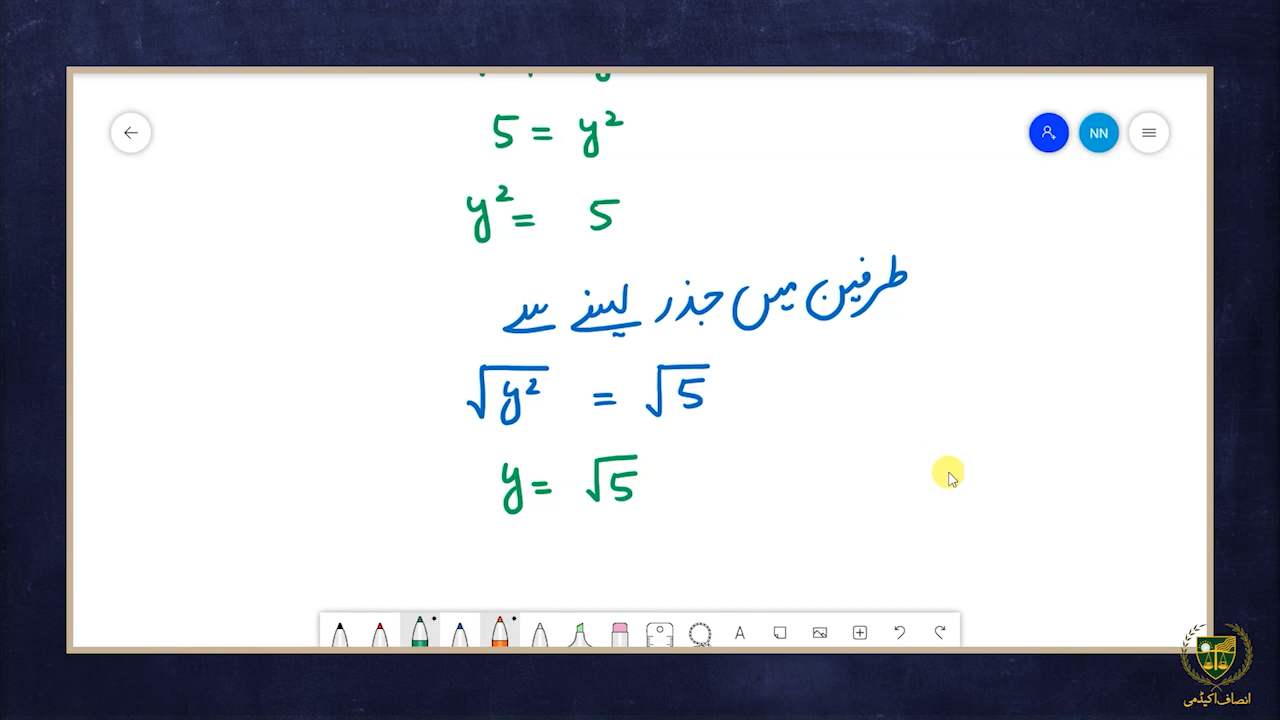 5 = y²
NN
y² = 5
طرفین میں جذر لینے سے
√y² = √5
y = √5
A
انصاف اکیڈمی